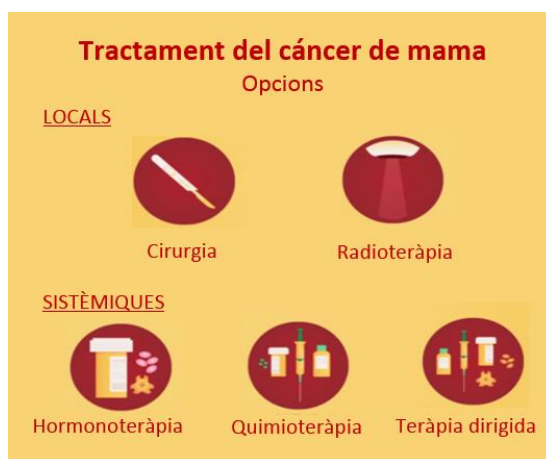 Tractament del cáncer de mama
Opcions
LOCALS
Cirurgia
Radioteràpia
SISTÈMIQUES
Hormonoteràpia
Quimioteràpia
Teràpia dirigida